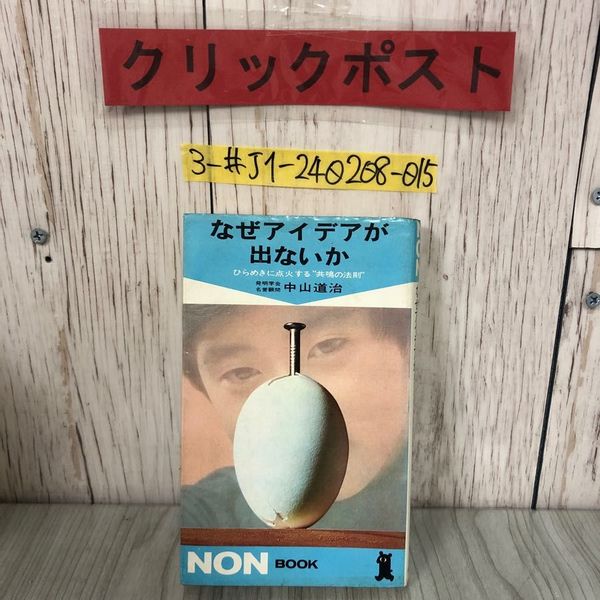 クリックポスト
3-#J1-240208-015
なぜアイデアが
出ないか
ひらめきに点火する"共鳴の法則"
発明学会
名誉顧問 中山道治
NON BOOK